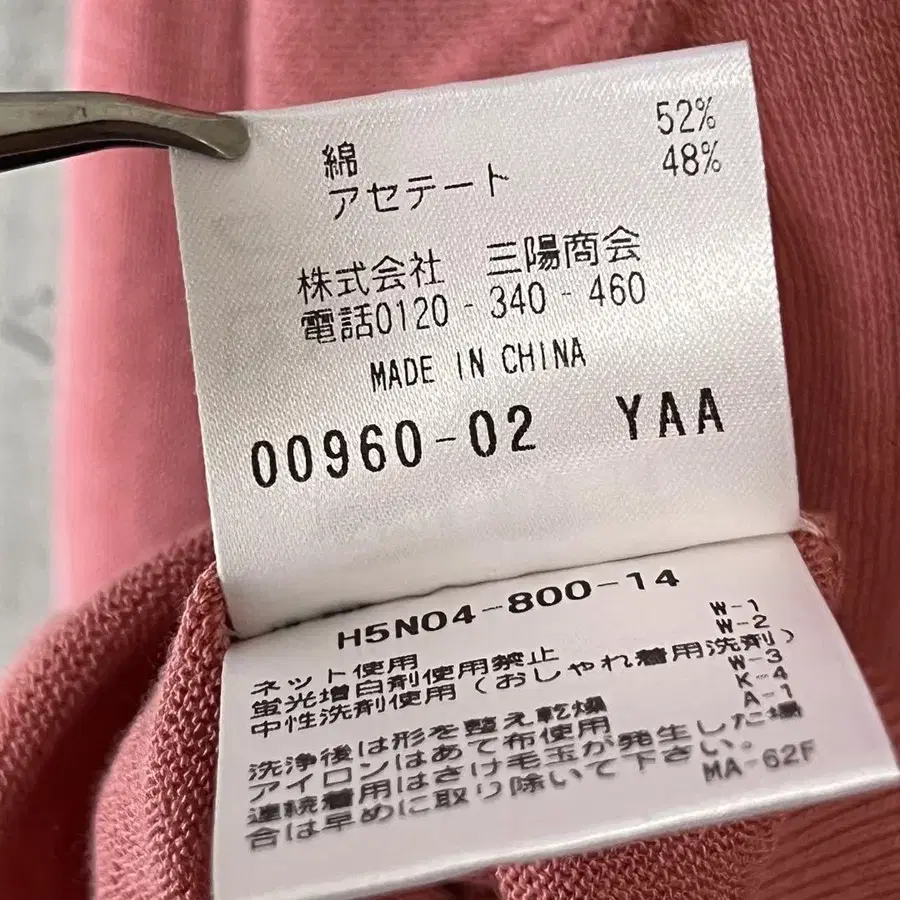 綿 52%
アセテート 48%
株式会社 三陽商会
電話0120-340-460
MADE IN CHINA
00960-02 YAA
H5N04-800-14
ネット使用 W-1
蛍光増白剤使用禁止 W-2
中性洗剤使用(おしゃれ着用洗剤) W-3
洗浄後は形を整え乾燥 K-4
アイロンはあて布使用 A-1
連続着用はさけ毛玉が発生した場
合は早めに取り除いて下さい。
MA-62F